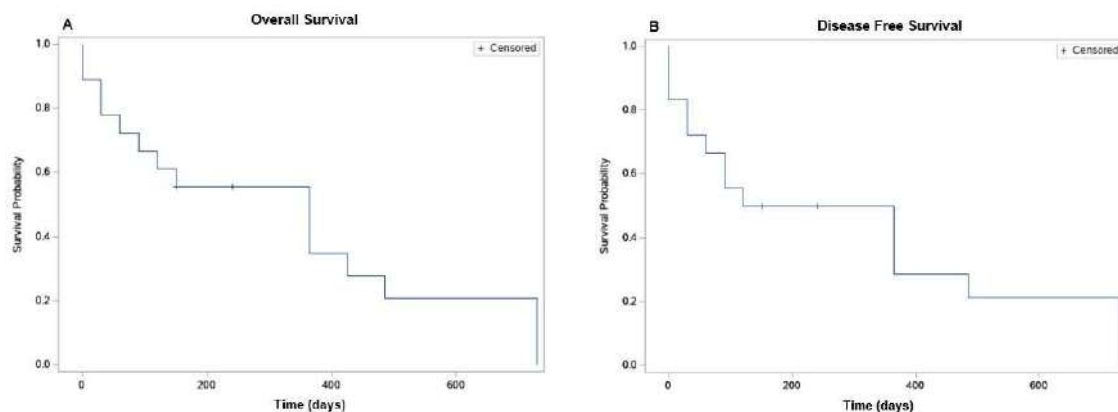 A
Overall Survival
1.0
+ Censored
0.8
0.6
0.4
0.2
0.0
Survival Probability
0
200
400
600
Time (days)
B
Disease Free Survival
1.0
+ Censored
0.8
0.6
0.4
0.2
0.0
Survival Probability
0
200
400
600
Time (days)